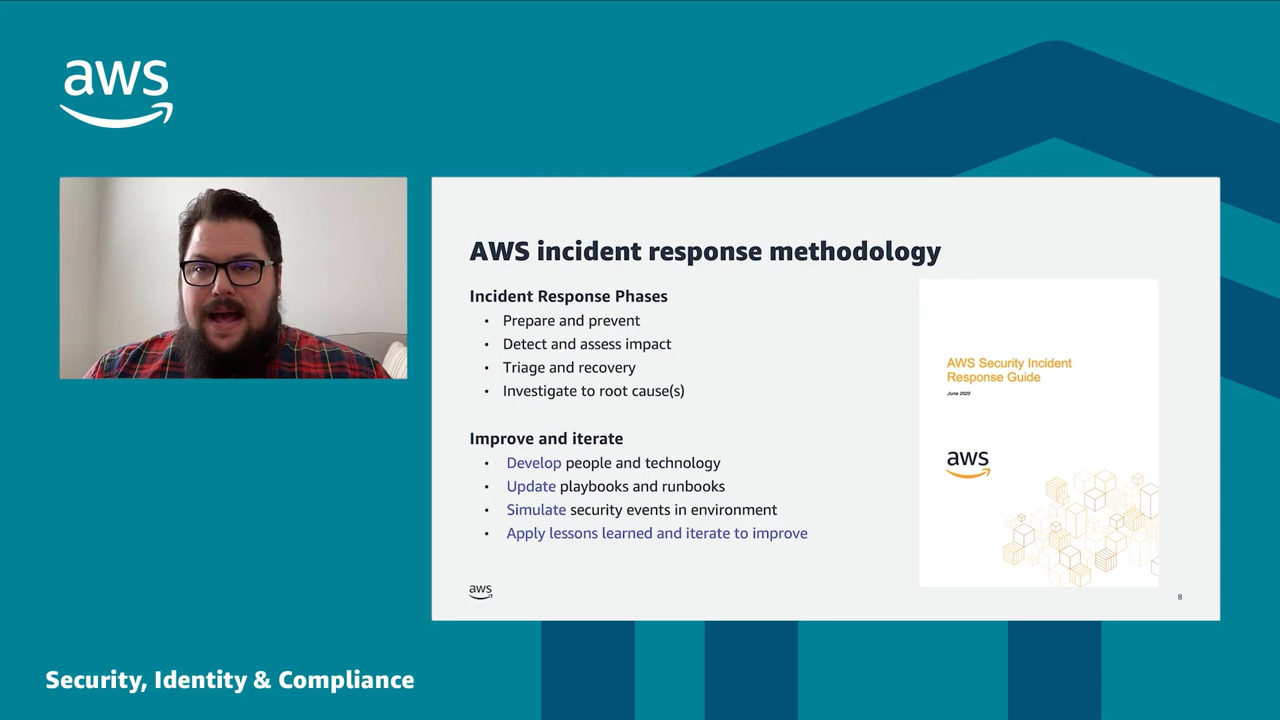 aws
AWS incident response methodology
Incident Response Phases
• Prepare and prevent
• Detect and assess impact
• Triage and recovery
• Investigate to root cause(s)
Improve and iterate
• Develop people and technology
• Update playbooks and runbooks
• Simulate security events in environment
• Apply lessons learned and iterate to improve
AWS Security Incident
Response Guide
June 2020
aws
aws
8
Security, Identity & Compliance